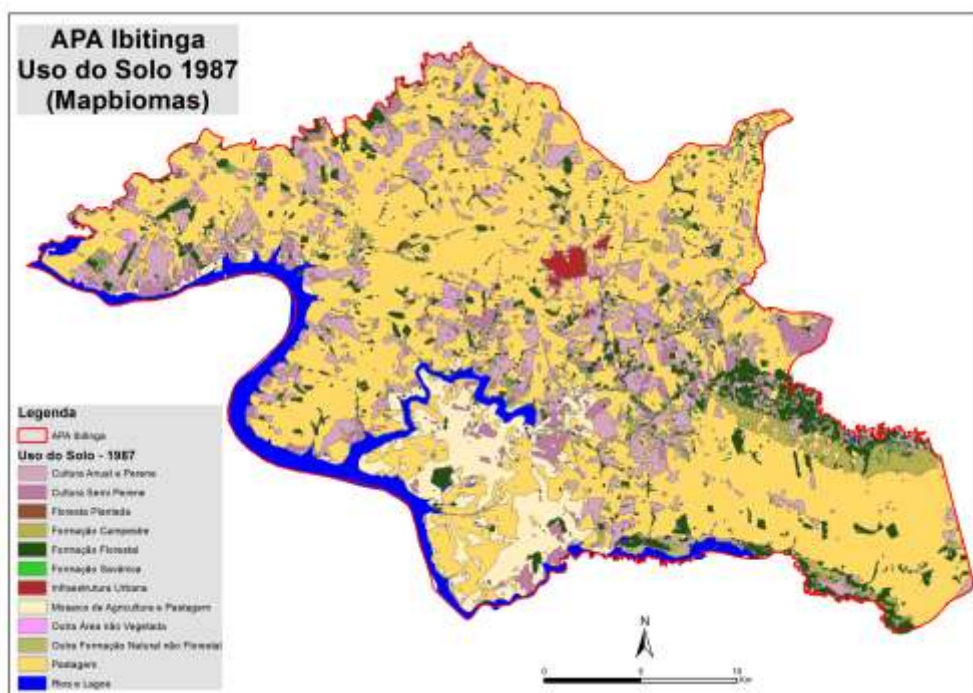 APA Ibitinga
Uso do Solo 1987
(Mapbiomas)
Legenda
APA Ibitinga
Uso do Solo - 1987
Cultura Anual e Perene
Cultura Semi Perene
Floresta Plantada
Formação Campestre
Formação Florestal
Formação Savânica
Infraestrutura Urbana
Mosaico de Agricultura e Pastagem
Outra Área não Vegetada
Outra Formação Natural não Florestal
Pastagem
Rios e Lagos
N
0
Km